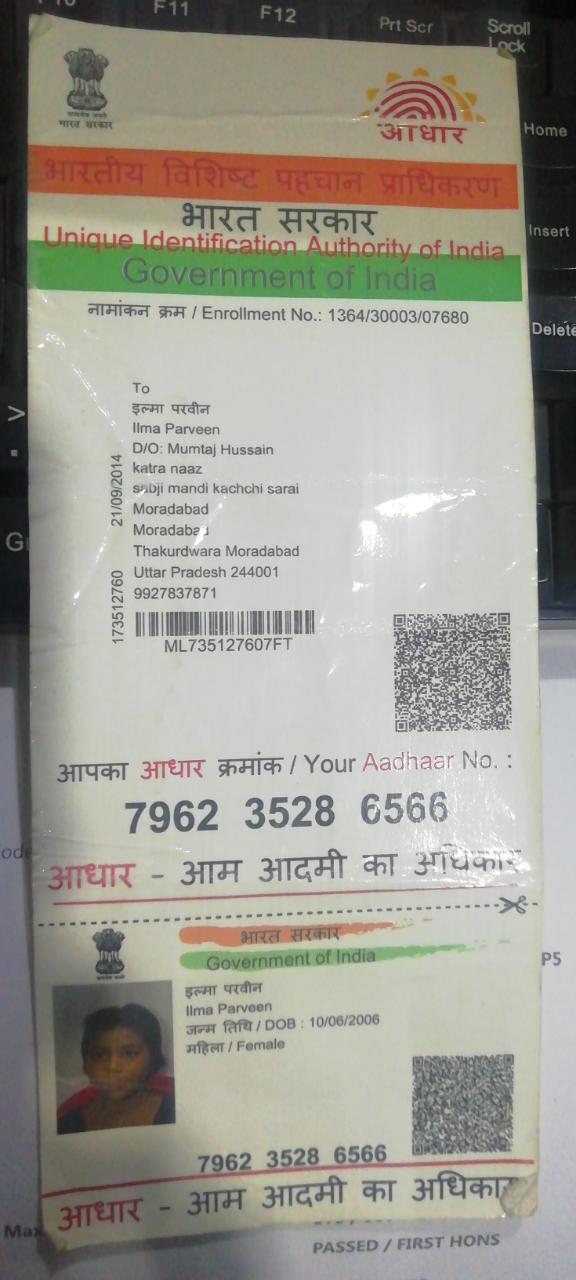 F10 F11 F12 Prt Scr Scroll Lock
Home
Insert
Delete
सत्यमेव जयते
भारत सरकार
आधार
भारतीय विशिष्ट पहचान प्राधिकरण
भारत सरकार
Unique Identification Authority of India
Government of India
नामांकन क्रम / Enrollment No.: 1364/30003/07680
To
इल्मा परवीन
Ilma Parveen
D/O: Mumtaj Hussain
katra naaz
sabji mandi kachchi sarai
Moradabad
Moradabad
Thakurdwara Moradabad
Uttar Pradesh 244001
9927837871
21/09/2014
173512760
ML735127607FT
आपका आधार क्रमांक / Your Aadhaar No. :
7962 3528 6566
आधार - आम आदमी का अधिकार
भारत सरकार
Government of India
इल्मा परवीन
Ilma Parveen
जन्म तिथि / DOB : 10/06/2006
महिला / Female
7962 3528 6566
आधार - आम आदमी का अधिकार
P5
PASSED / FIRST HONS